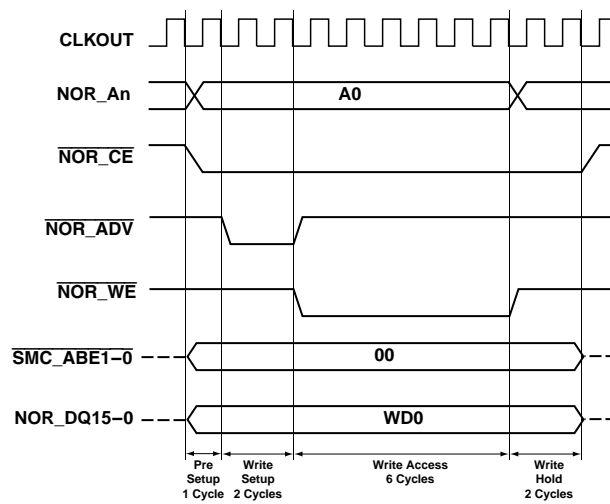 CLKOUT
NOR_An
A0
NOR_CE
NOR_ADV
NOR_WE
SMC_ABE1–0
00
NOR_DQ15-0
WD0
Pre
Setup
1 Cycle
Write
Setup
2 Cycles
Write Access
6 Cycles
Write
Hold
2 Cycles